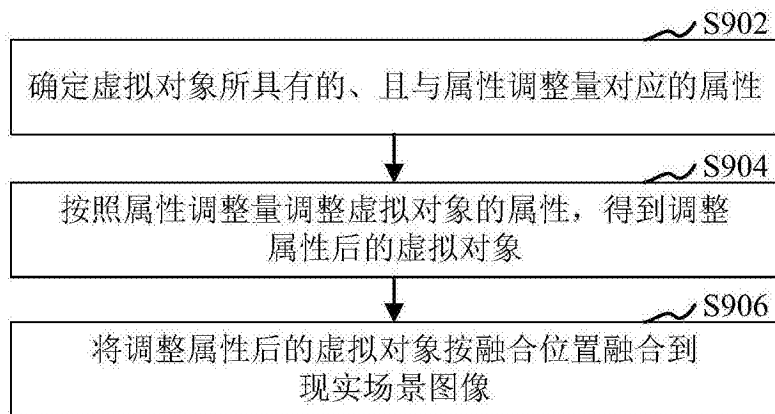 S902
确定虚拟对象所具有的、且与属性调整量对应的属性
S904
按照属性调整量调整虚拟对象的属性，得到调整
属性后的虚拟对象
S906
将调整属性后的虚拟对象按融合位置融合到
现实场景图像